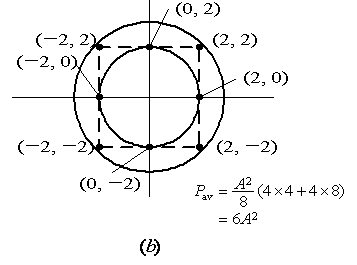 (0, 2)
(−2, 2) (2, 2)
(−2, 0) (2, 0)
(−2, −2) (2, −2)
(0, −2)
P_av = A²/8 (4×4+4×8)
= 6A²
(b)